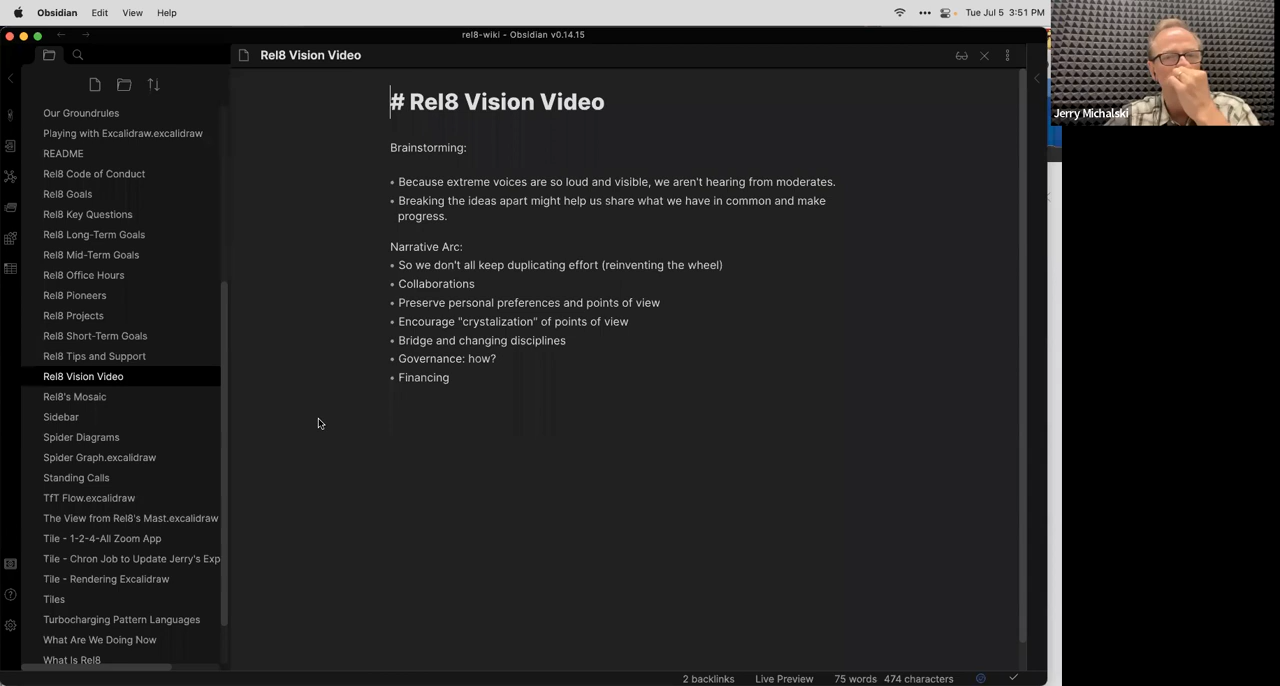 Obsidian Edit View Help
Tue Jul 5 3:51 PM
rel8-wiki - Obsidian v0.14.15
Rel8 Vision Video
Our Groundrules
Playing with Excalidraw.excalidraw
README
Rel8 Code of Conduct
Rel8 Goals
Rel8 Key Questions
Rel8 Long-Term Goals
Rel8 Mid-Term Goals
Rel8 Office Hours
Rel8 Pioneers
Rel8 Projects
Rel8 Short-Term Goals
Rel8 Tips and Support
Rel8 Vision Video
Rel8's Mosaic
Sidebar
Spider Diagrams
Spider Graph.excalidraw
Standing Calls
TfT Flow.excalidraw
The View from Rel8's Mast.excalidraw
Tile - 1-2-4-All Zoom App
Tile - Chron Job to Update Jerry's Exp
Tile - Rendering Excalidraw
Tiles
Turbocharging Pattern Languages
What Are We Doing Now
What Is Rel8
# Rel8 Vision Video
Brainstorming:
• Because extreme voices are so loud and visible, we aren't hearing from moderates.
• Breaking the ideas apart might help us share what we have in common and make
progress.
Narrative Arc:
• So we don't all keep duplicating effort (reinventing the wheel)
• Collaborations
• Preserve personal preferences and points of view
• Encourage "crystalization" of points of view
• Bridge and changing disciplines
• Governance: how?
• Financing
2 backlinks Live Preview 75 words 474 characters
Jerry Michalski